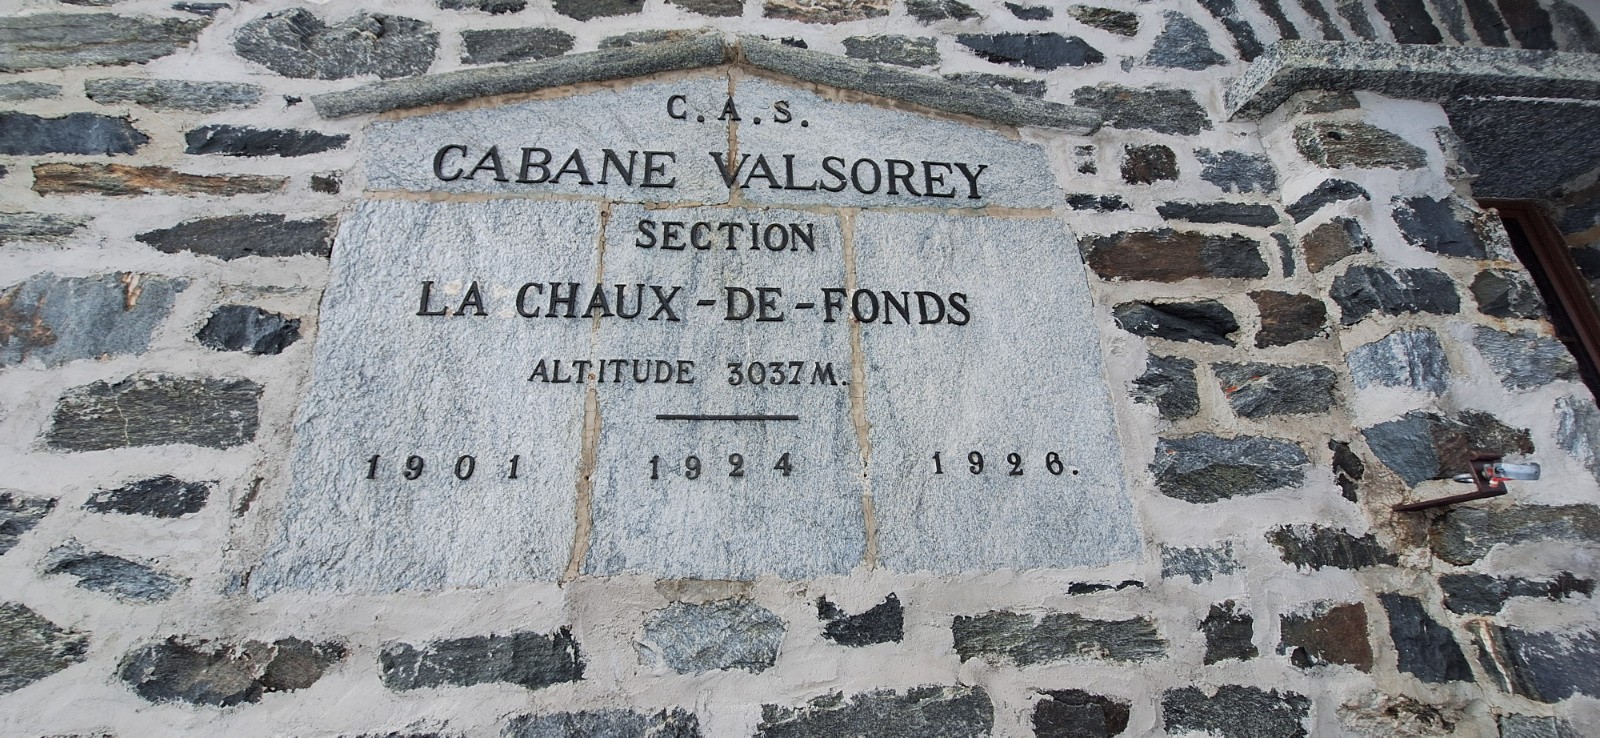 C.A.S.
CABANE VALSOREY
SECTION
LA CHAUX-DE-FONDS
ALTITUDE 3037 M.
1901 1924 1926.